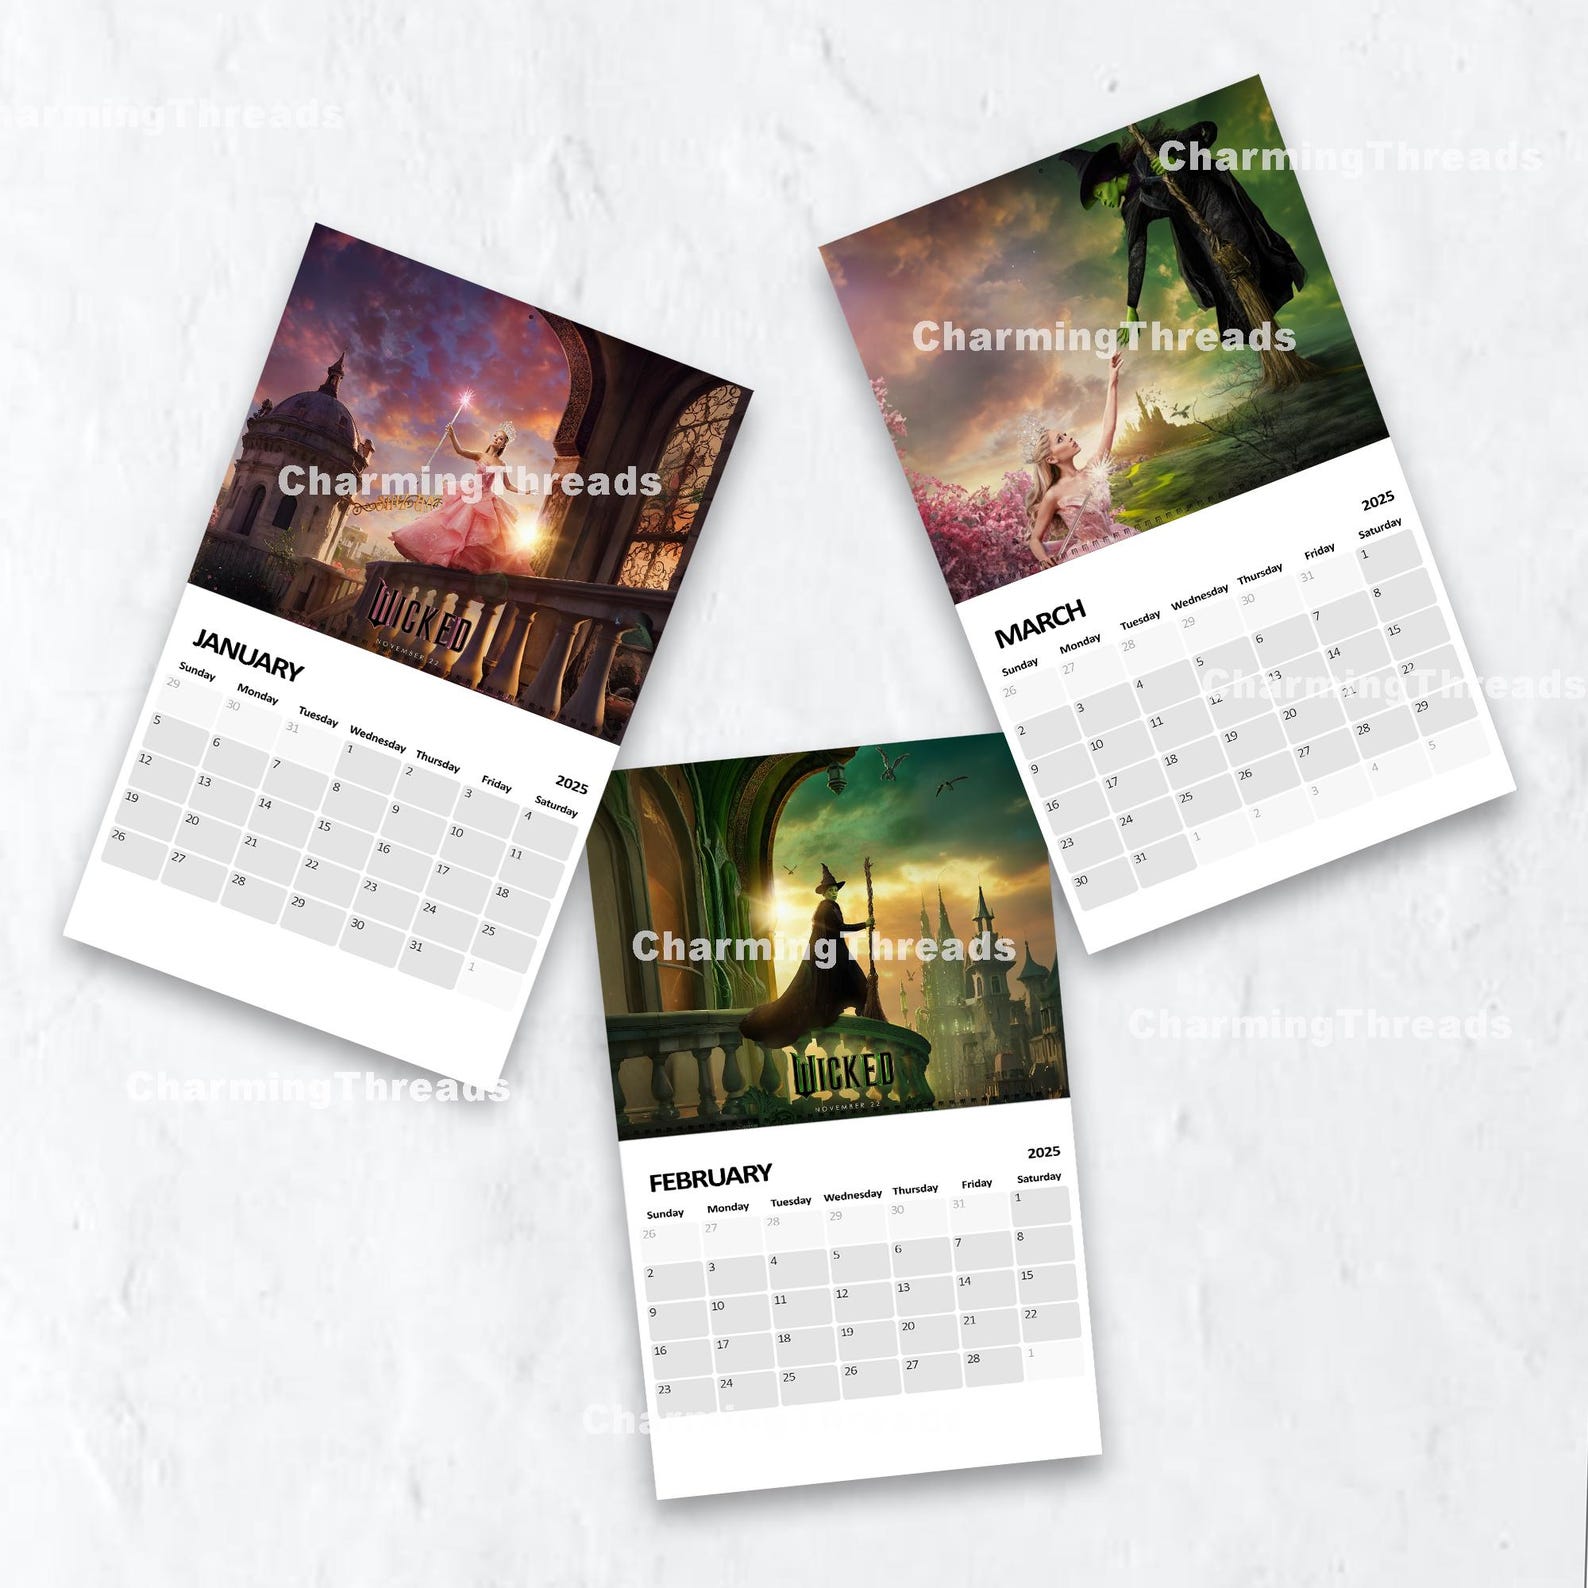 harmingThreads
CharmingThreads
CharmingThreads
CharmingThreads
WICKED
NOVEMBER 22
JANUARY
2025
Sunday Monday Tuesday Wednesday Thursday Friday Saturday
29 30 31 1 2 3 4
5 6 7 8 9 10 11
12 13 14 15 16 17 18
19 20 21 22 23 24 25
26 27 28 29 30 31 1
CharmingThreads
2025
MARCH
Sunday Monday Tuesday Wednesday Thursday Friday Saturday
26 27 28 29 30 31 1
2 3 4 5 6 7 8
9 10 11 12 13 14 15
16 17 18 19 20 21 22
23 24 25 26 27 28 29
30 31 1 2 3 4 5
CharmingThreads
CharmingThreads
WICKED
NOVEMBER 22
CharmingThreads
2025
FEBRUARY
Sunday Monday Tuesday Wednesday Thursday Friday Saturday
26 27 28 29 30 31 1
2 3 4 5 6 7 8
9 10 11 12 13 14 15
16 17 18 19 20 21 22
23 24 25 26 27 28 1
CharmingThreads